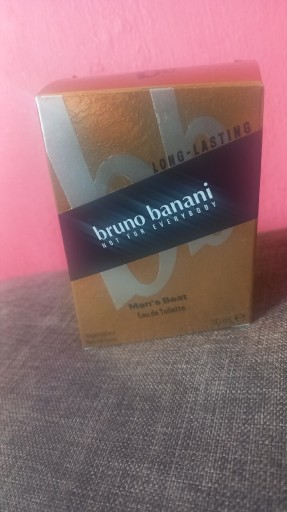 LONG-LASTING
bruno banani
NOT FOR EVERYBODY
Man's Best
Eau de Toilette